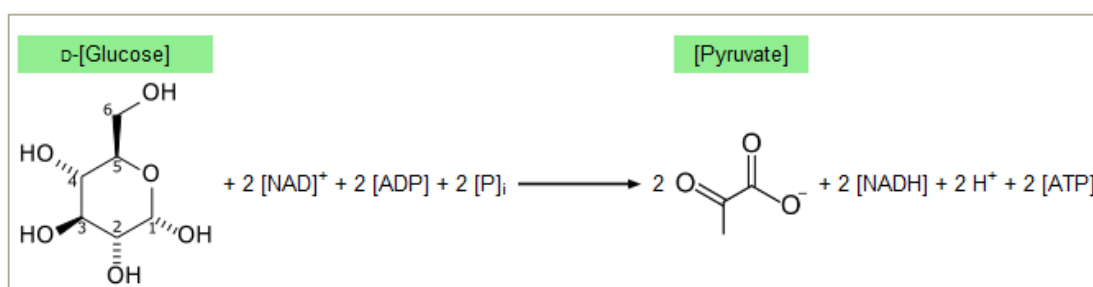 D-[Glucose] [Pyruvate]
OH
6
HO 5 O
4
HO 3 2 1 OH
OH
+ 2 [NAD]⁺ + 2 [ADP] + 2 [P]ᵢ 2 O O O⁻ + 2 [NADH] + 2 H⁺ + 2 [ATP]